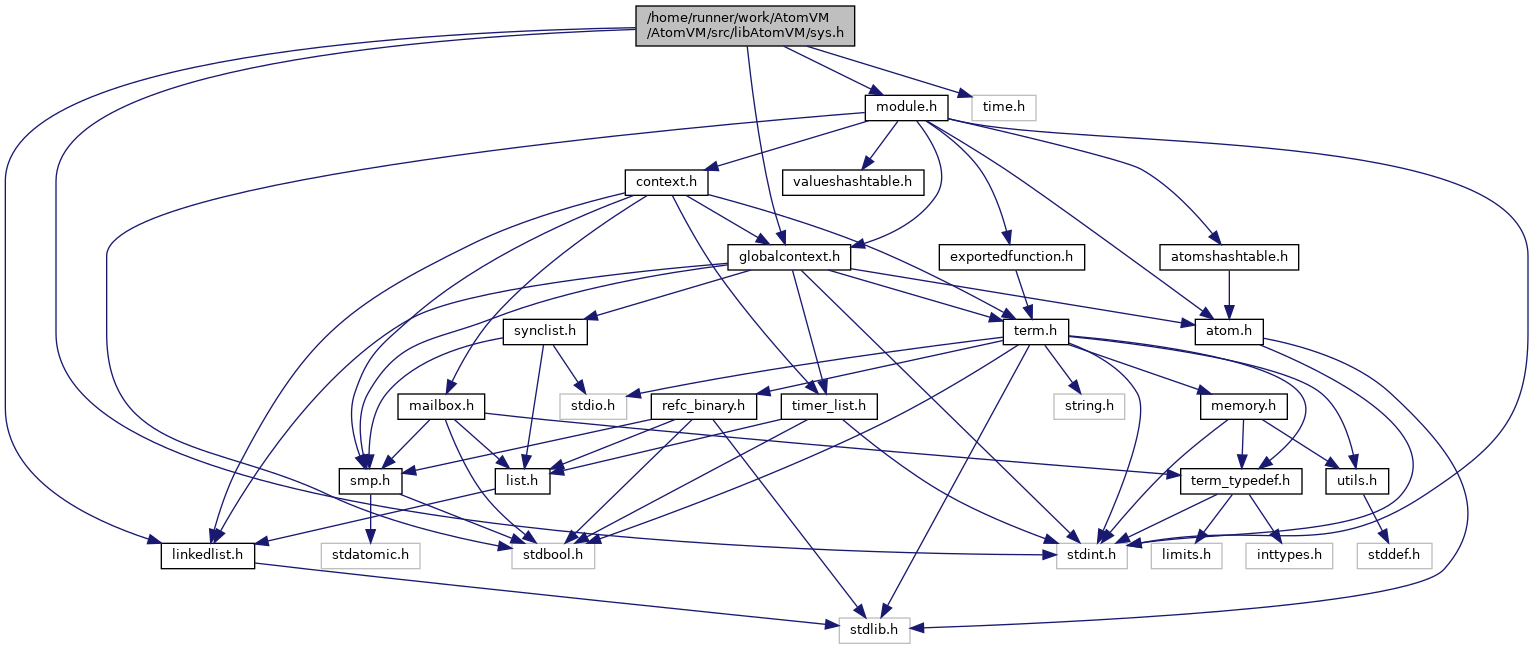 /home/runner/work/AtomVM
/AtomVM/src/libAtomVM/sys.h
module.h
time.h
context.h
valueshashtable.h
globalcontext.h
exportedfunction.h
atomshashtable.h
synclist.h
term.h
atom.h
mailbox.h
stdio.h
refc_binary.h
timer_list.h
string.h
memory.h
smp.h
list.h
term_typedef.h
utils.h
linkedlist.h
stdatomic.h
stdbool.h
stdint.h
limits.h
inttypes.h
stddef.h
stdlib.h